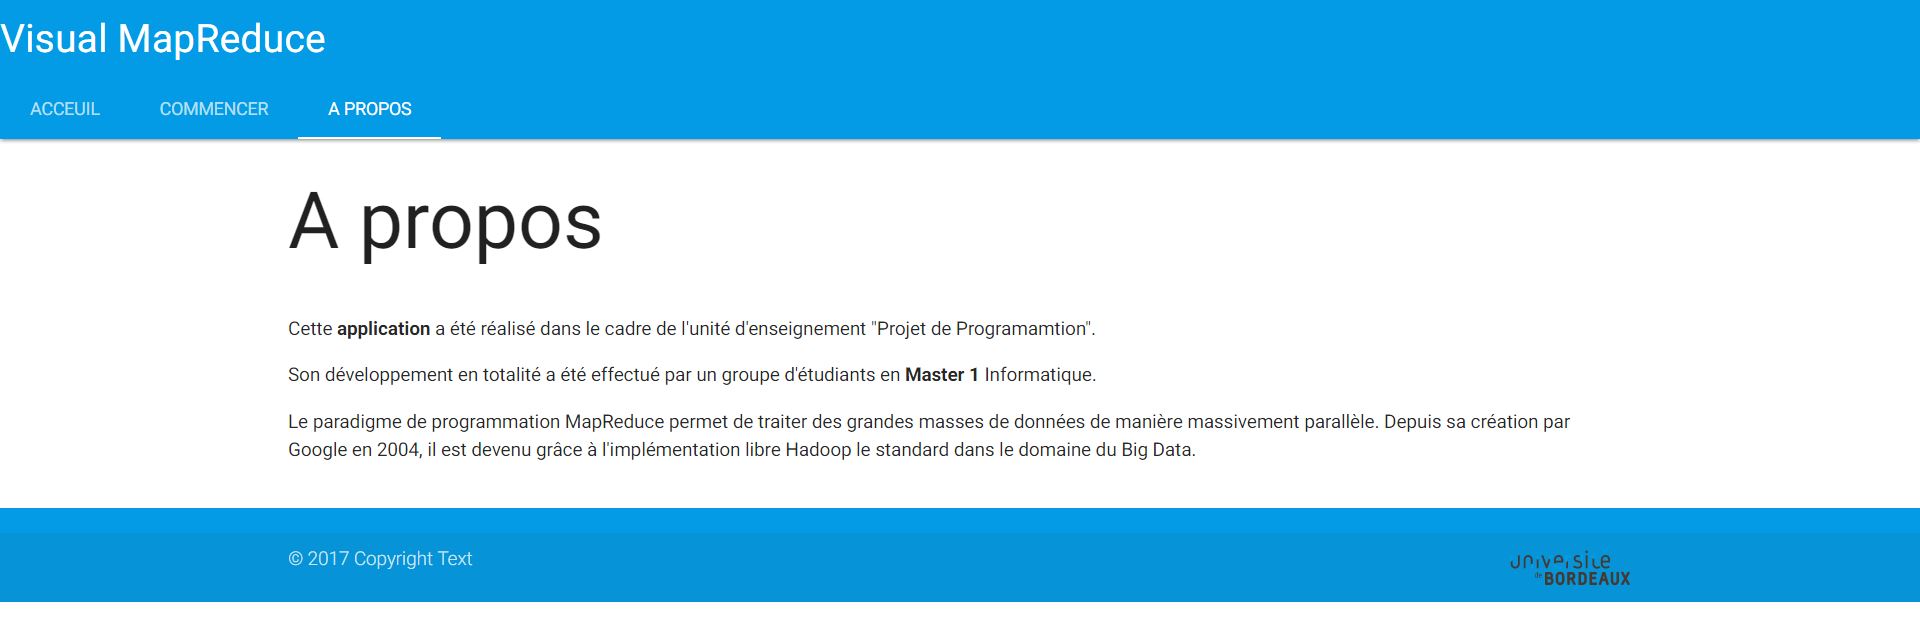 Visual MapReduce
ACCEUIL COMMENCER A PROPOS
A propos
Cette application a été réalisé dans le cadre de l'unité d'enseignement "Projet de Programamtion".
Son développement en totalité a été effectué par un groupe d'étudiants en Master 1 Informatique.
Le paradigme de programmation MapReduce permet de traiter des grandes masses de données de manière massivement parallèle. Depuis sa création par
Google en 2004, il est devenu grâce à l'implémentation libre Hadoop le standard dans le domaine du Big Data.
© 2017 Copyright Text
université
de BORDEAUX